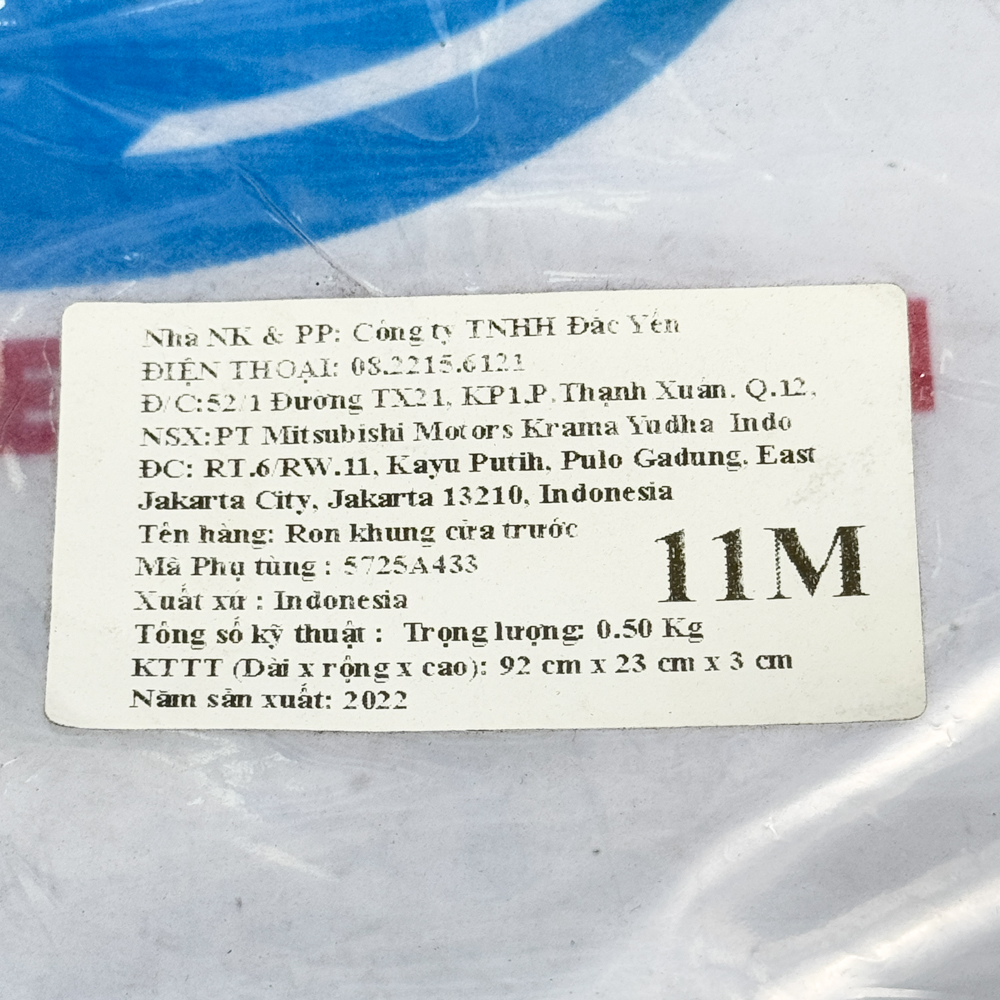 Nhà NK & PP: Công ty TNHH Đắc Yến
ĐIỆN THOẠI: 08.2215.6121
Đ/C:52/1 Đường TX21, KP1.P.Thạnh Xuân. Q.12,
NSX:PT Mitsubishi Motors Krama Yudha Indo
ĐC: RT.6/RW.11, Kayu Putih, Pulo Gadung, East
Jakarta City, Jakarta 13210, Indonesia
Tên hàng: Ron khung cửa trước
Mã Phụ tùng : 5725A433
11M
Xuất xứ : Indonesia
Tổng số kỹ thuật : Trọng lượng: 0.50 Kg
KTTT (Dài x rộng x cao): 92 cm x 23 cm x 3 cm
Năm sản xuất: 2022